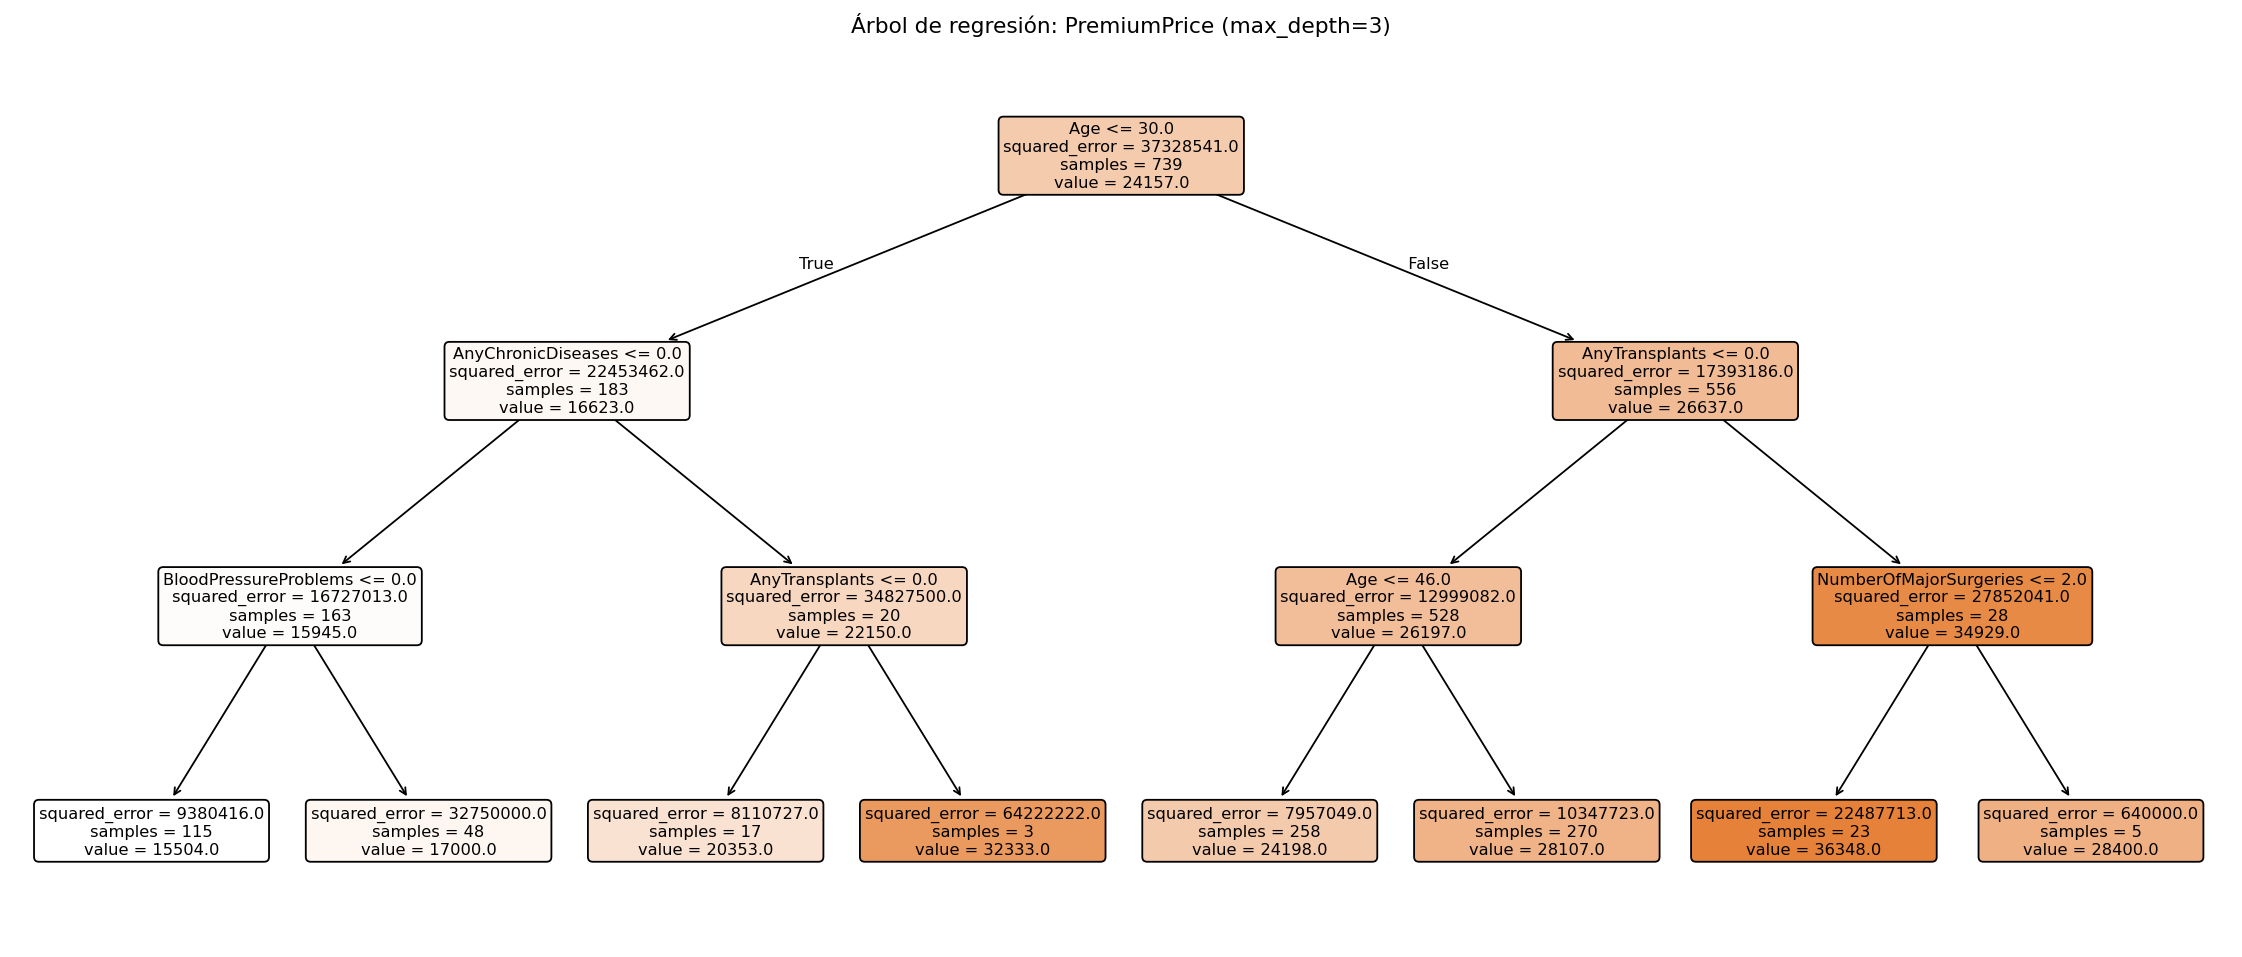 Árbol de regresión: PremiumPrice (max_depth=3)
Age <= 30.0
squared_error = 37328541.0
samples = 739
value = 24157.0
True
False
AnyChronicDiseases <= 0.0
squared_error = 22453462.0
samples = 183
value = 16623.0
AnyTransplants <= 0.0
squared_error = 17393186.0
samples = 556
value = 26637.0
BloodPressureProblems <= 0.0
squared_error = 16727013.0
samples = 163
value = 15945.0
AnyTransplants <= 0.0
squared_error = 34827500.0
samples = 20
value = 22150.0
Age <= 46.0
squared_error = 12999082.0
samples = 528
value = 26197.0
NumberOfMajorSurgeries <= 2.0
squared_error = 27852041.0
samples = 28
value = 34929.0
squared_error = 9380416.0
samples = 115
value = 15504.0
squared_error = 32750000.0
samples = 48
value = 17000.0
squared_error = 8110727.0
samples = 17
value = 20353.0
squared_error = 64222222.0
samples = 3
value = 32333.0
squared_error = 7957049.0
samples = 258
value = 24198.0
squared_error = 10347723.0
samples = 270
value = 28107.0
squared_error = 22487713.0
samples = 23
value = 36348.0
squared_error = 640000.0
samples = 5
value = 28400.0